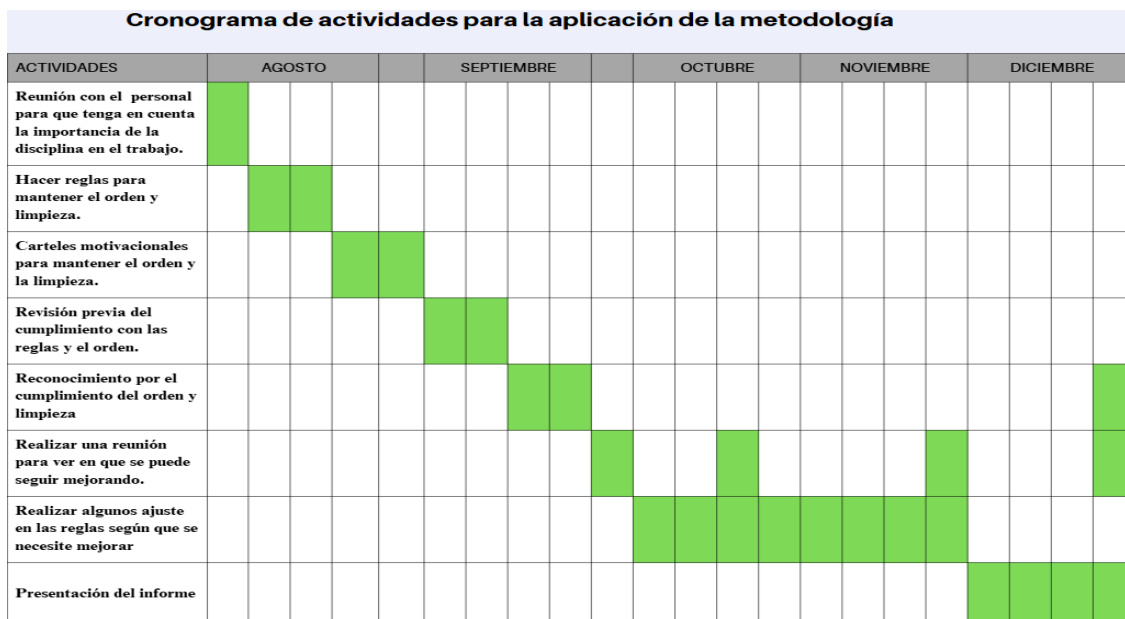 Cronograma de actividades para la aplicación de la metodología
ACTIVIDADES AGOSTO SEPTIEMBRE OCTUBRE NOVIEMBRE DICIEMBRE
Reunión con el personal
para que tenga en cuenta
la importancia de la
disciplina en el trabajo.
Hacer reglas para
mantener el orden y
limpieza.
Carteles motivacionales
para mantener el orden y
la limpieza.
Revisión previa del
cumplimiento con las
reglas y el orden.
Reconocimiento por el
cumplimiento del orden y
limpieza
Realizar una reunión
para ver en que se puede
seguir mejorando.
Realizar algunos ajuste
en las reglas según que se
necesite mejorar
Presentación del informe